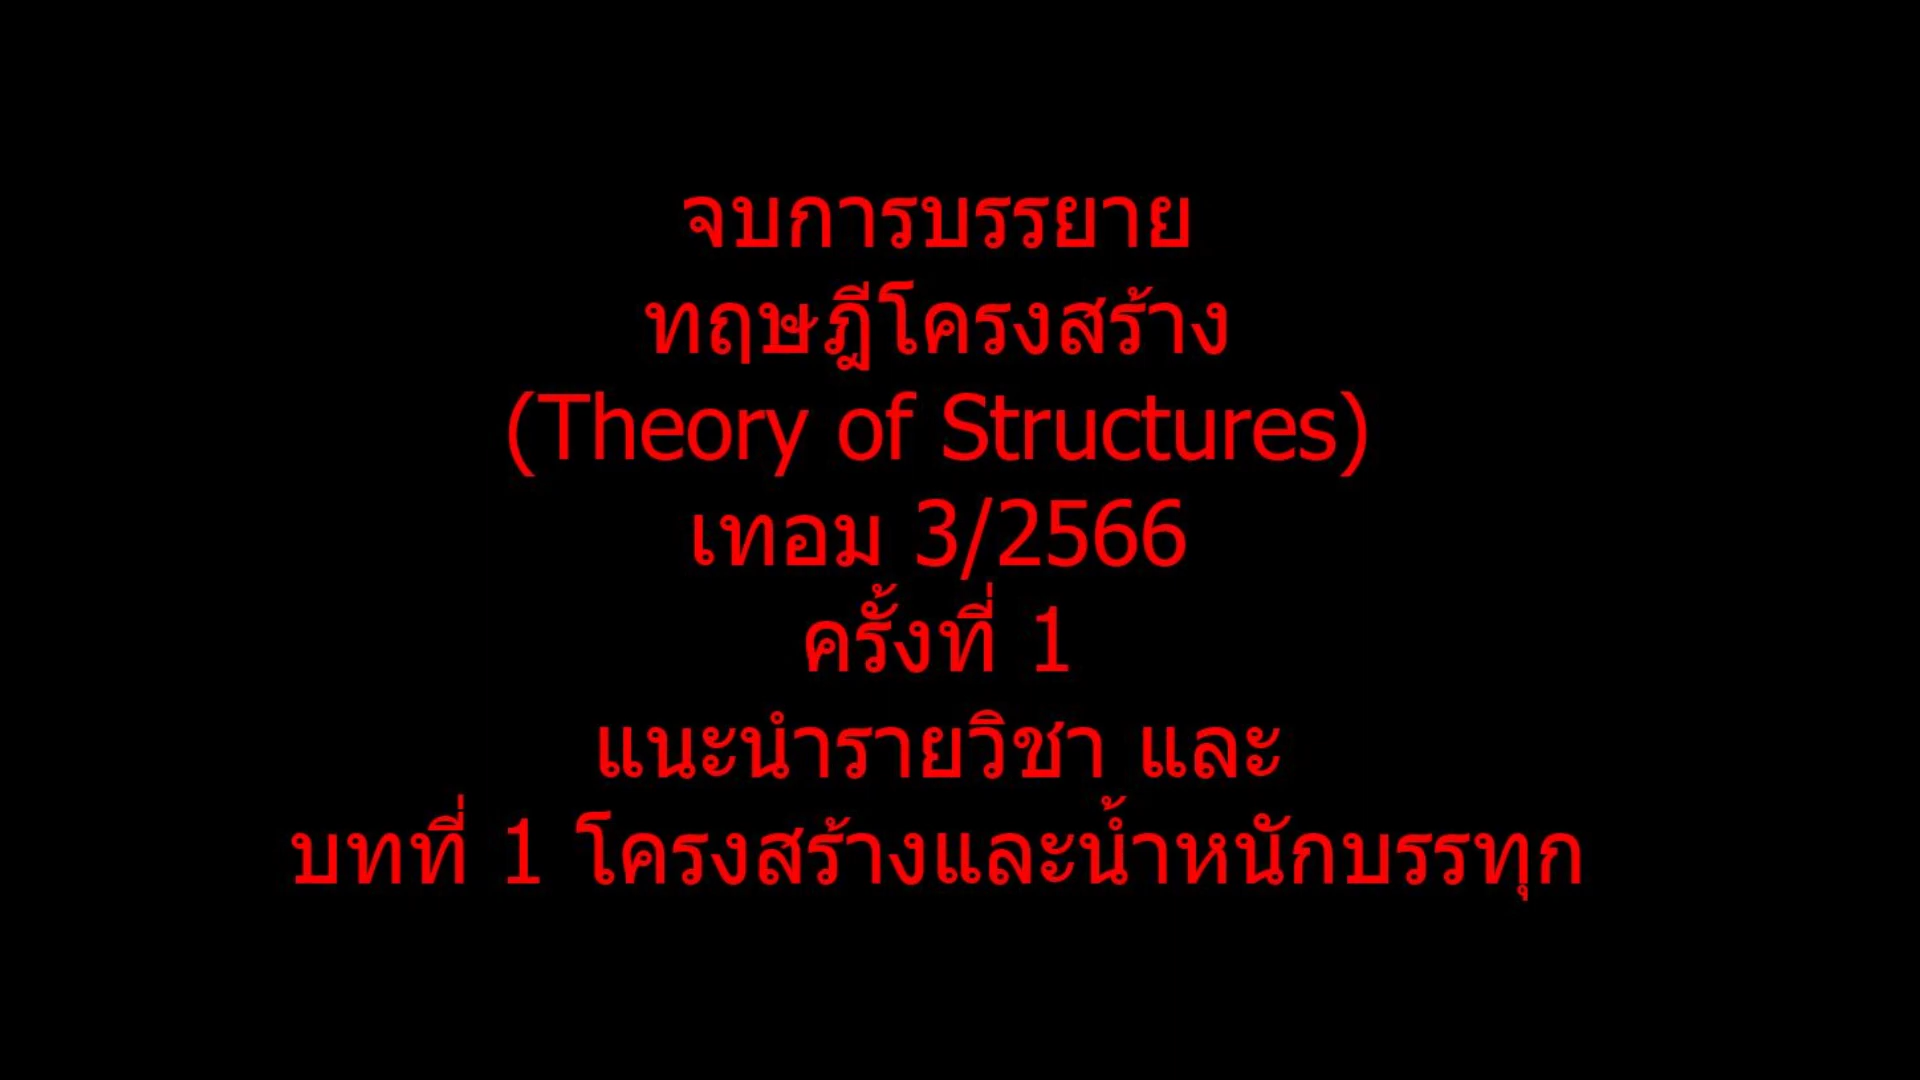 จบการบรรยาย
ทฤษฎีโครงสร้าง
(Theory of Structures)
เทอม 3/2566
ครั้งที่ 1
แนะนำรายวิชา และ
บทที่ 1 โครงสร้างและน้ำหนักบรรทุก